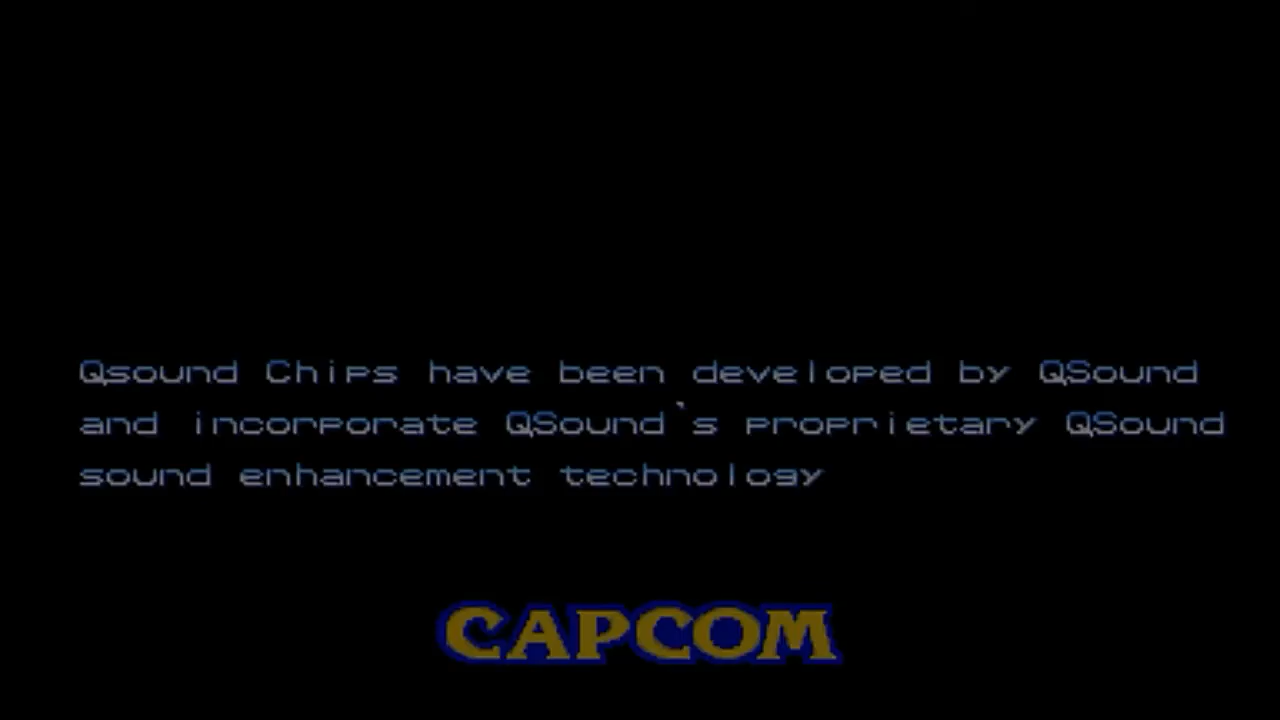 Qsound Chips have been developed by QSound
and incorporate QSound`s proprietary QSound
sound enhancement technology
CAPCOM